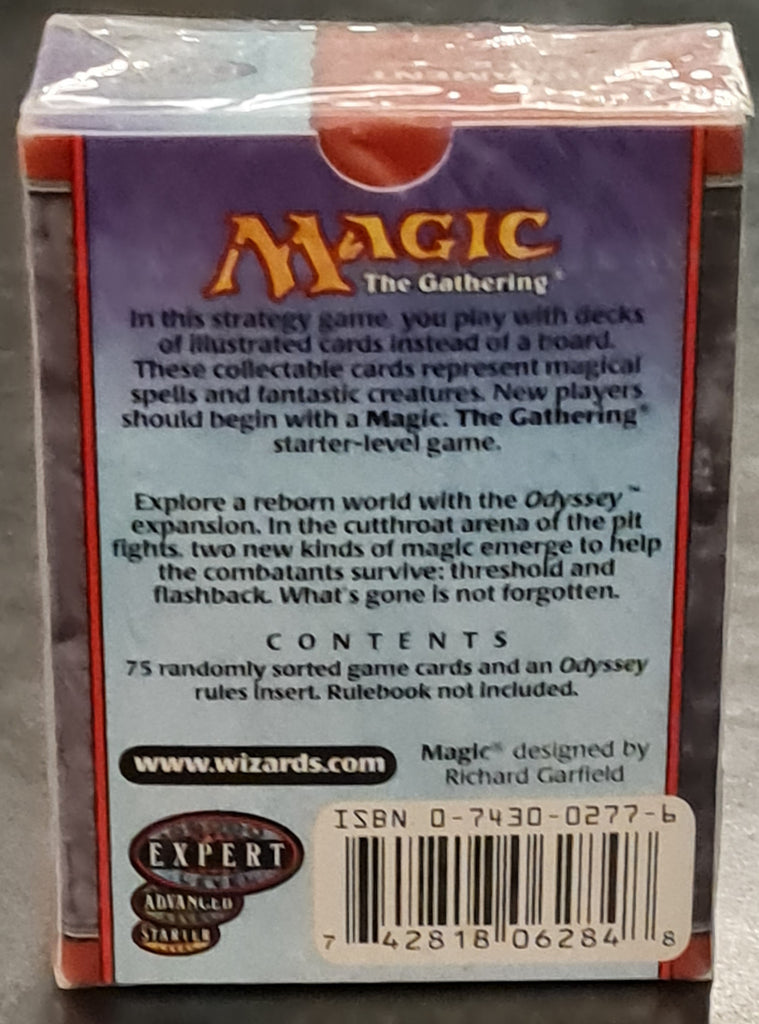 MAGIC
The Gathering®
In this strategy game, you play with decks
of illustrated cards instead of a board.
These collectable cards represent magical
spells and fantastic creatures. New players
should begin with a Magic: The Gathering®
starter-level game.
Explore a reborn world with the Odyssey™
expansion. In the cutthroat arena of the pit
fights, two new kinds of magic emerge to help
the combatants survive: threshold and
flashback. What's gone is not forgotten.
CONTENTS
75 randomly sorted game cards and an Odyssey
rules insert. Rulebook not included.
www.wizards.com
Magic® designed by
Richard Garfield
EXPERT
LEVEL
ADVANCED
STARTER
ISBN 0-7430-0277-6
7 42818 06284 8